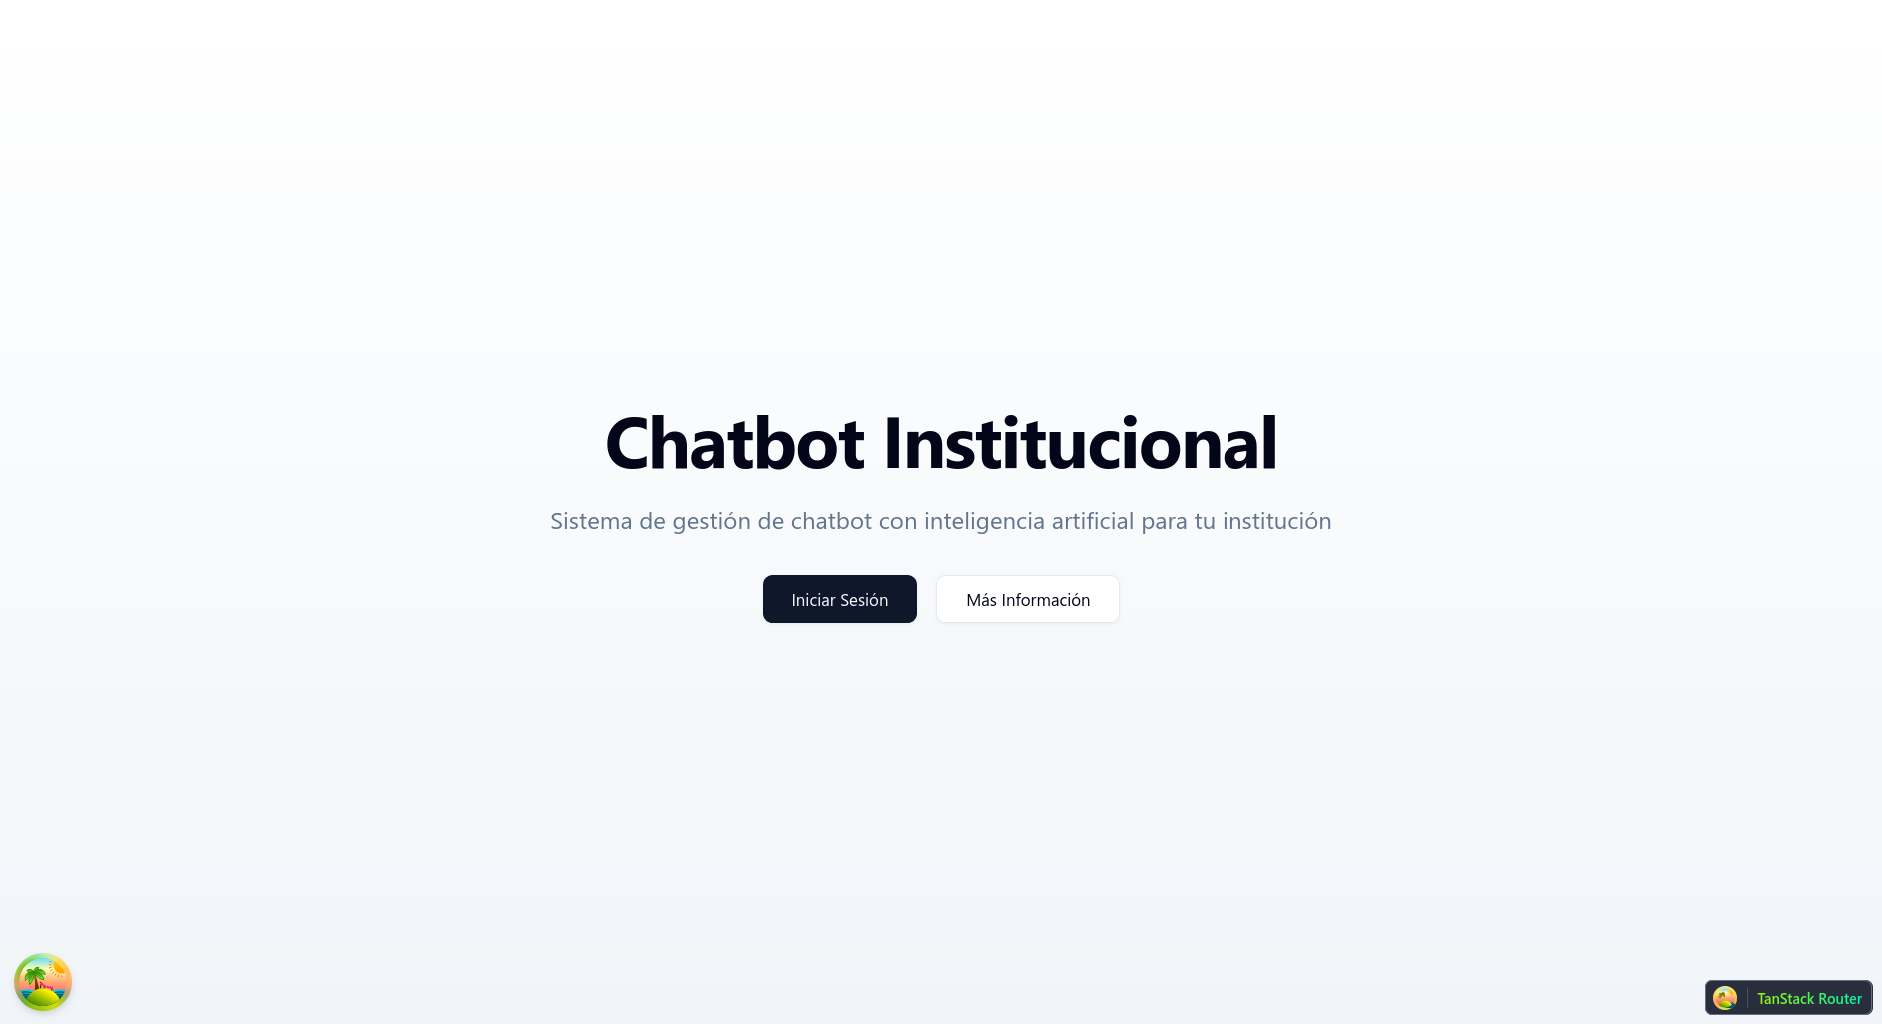 Chatbot Institucional
Sistema de gestión de chatbot con inteligencia artificial para tu institución
Iniciar Sesión
Más Información
TanStack Router